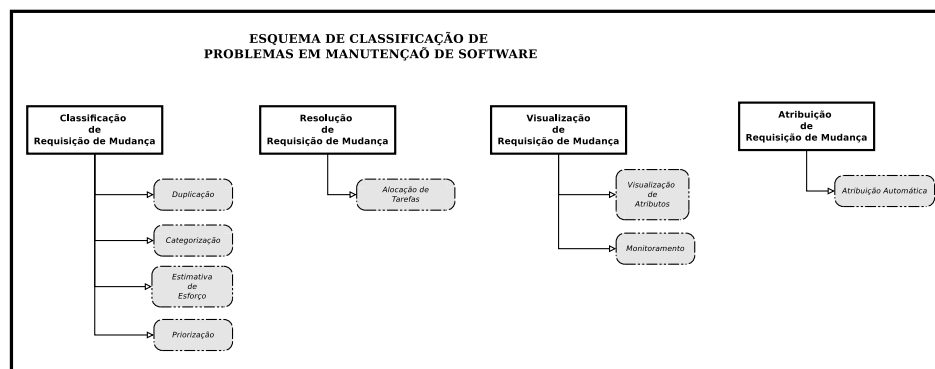 ESQUEMA DE CLASSIFICAÇÃO DE
PROBLEMAS EM MANUTENÇAÕ DE SOFTWARE
Classificação
de
Requisição de Mudança
Duplicação
Categorização
Estimativa
de
Esforço
Priorização
Resolução
de
Requisição de Mudança
Alocação de
Tarefas
Visualização
de
Requisição de Mudança
Visualização
de
Atributos
Monitoramento
Atribuição
de
Requisição de Mudança
Atribuição Automática